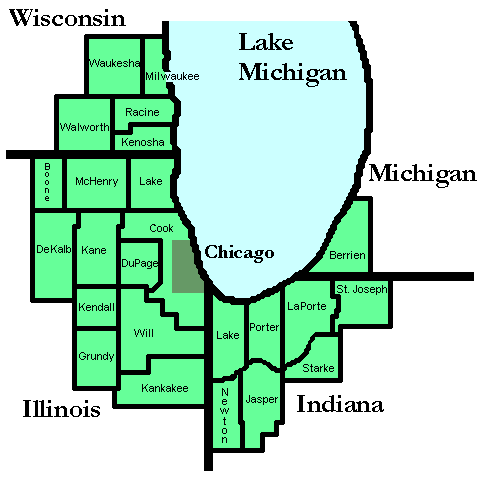 Wisconsin
Lake
Michigan
Waukesha
Milwaukee
Racine
Walworth
Kenosha
Michigan
Boone
McHenry
Lake
Cook
Chicago
DeKalb
Kane
DuPage
Berrien
St. Joseph
Kendall
LaPorte
Will
Lake
Porter
Grundy
Starke
Kankakee
Newton
Jasper
Illinois
Indiana